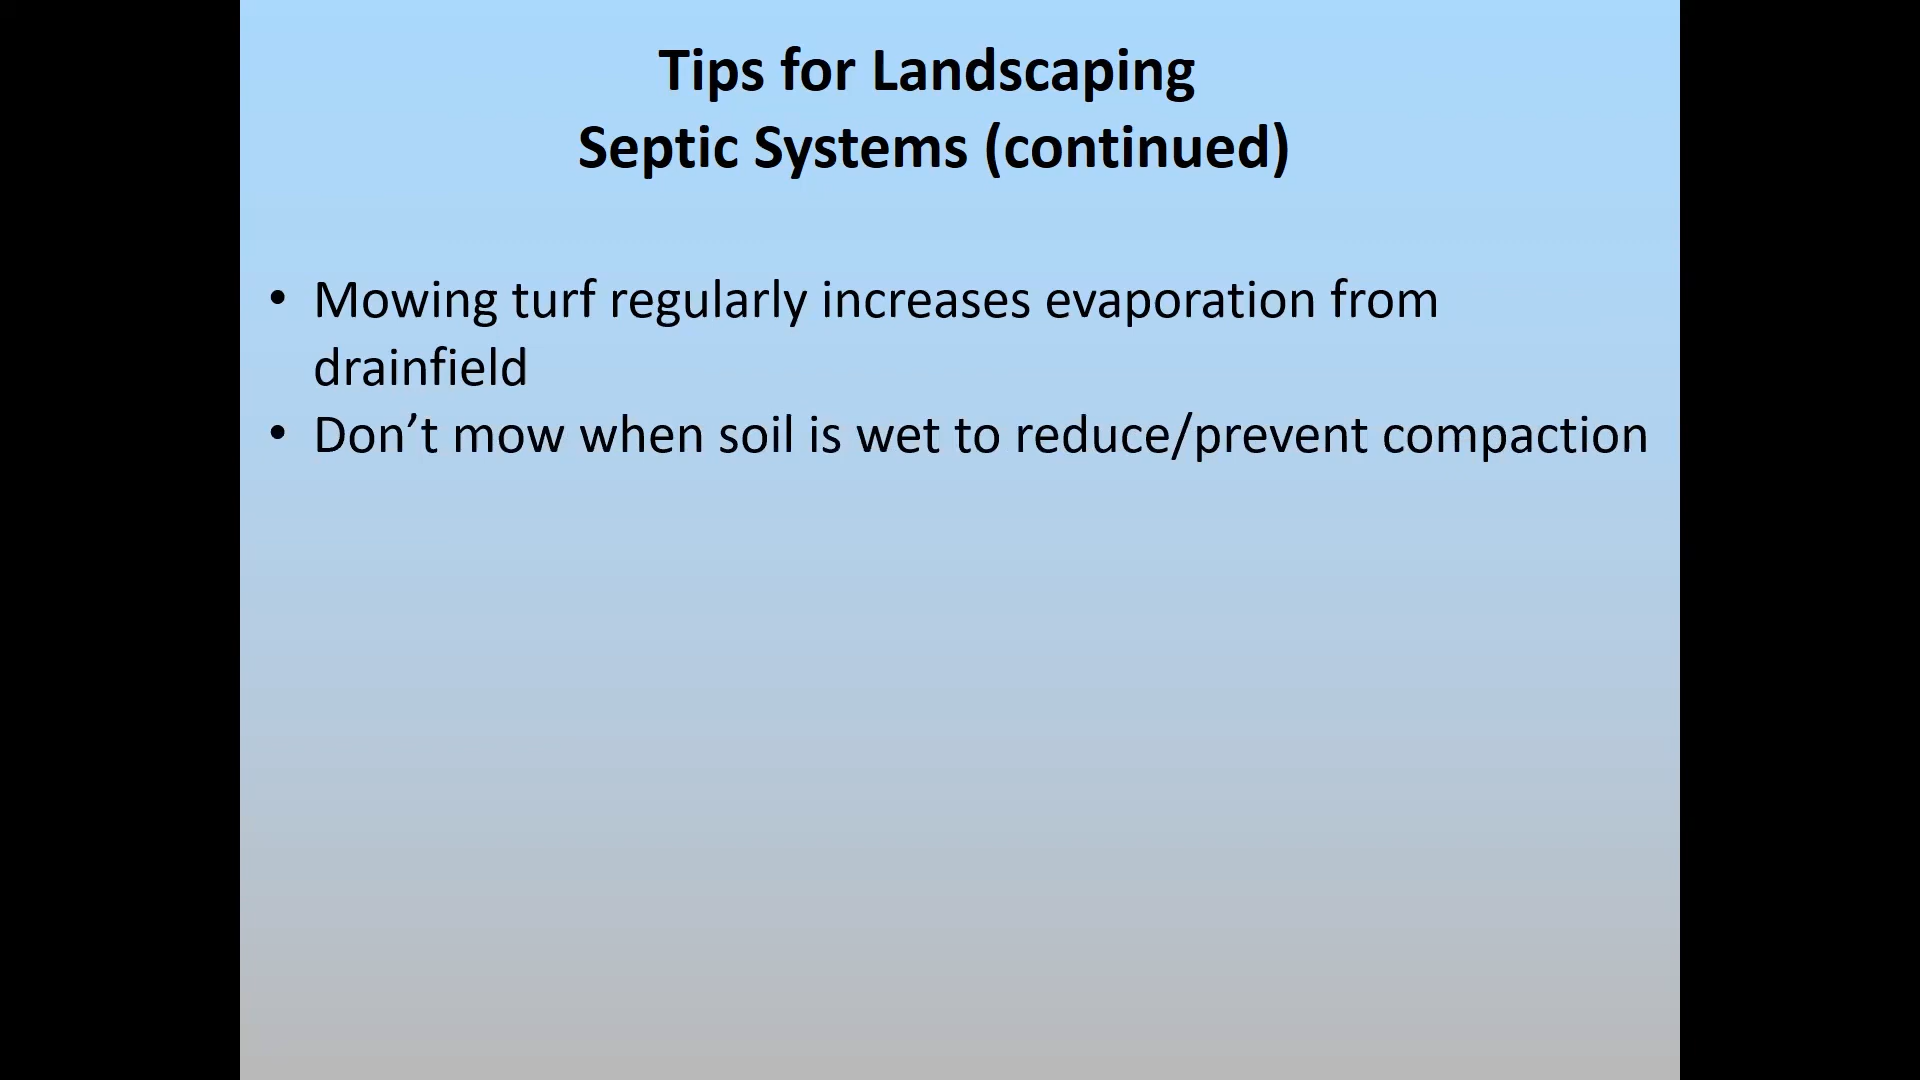 Tips for Landscaping
Septic Systems (continued)
• Mowing turf regularly increases evaporation from
drainfield
• Don’t mow when soil is wet to reduce/prevent compaction